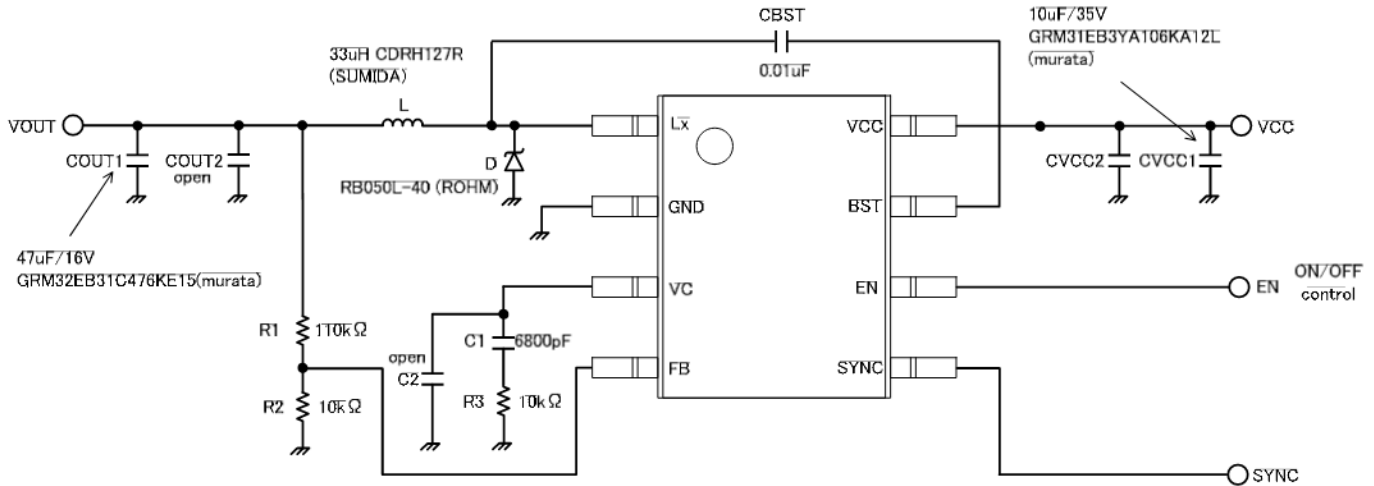 CBST
0.01uF
10uF/35V
GRM31EB3YA106KA12L
(murata)
33uH CDRH127R
(SUMIDA)
L
VOUT
COUT1
COUT2
open
D
RB050L-40 (ROHM)
47uF/16V
GRM32EB31C476KE15(murata)
Lx
GND
VC
FB
VCC
BST
EN
SYNC
CVCC2
CVCC1
VCC
EN
ON/OFF
control
SYNC
R1
110kΩ
R2
10kΩ
open
C2
C1
6800pF
R3
10kΩ